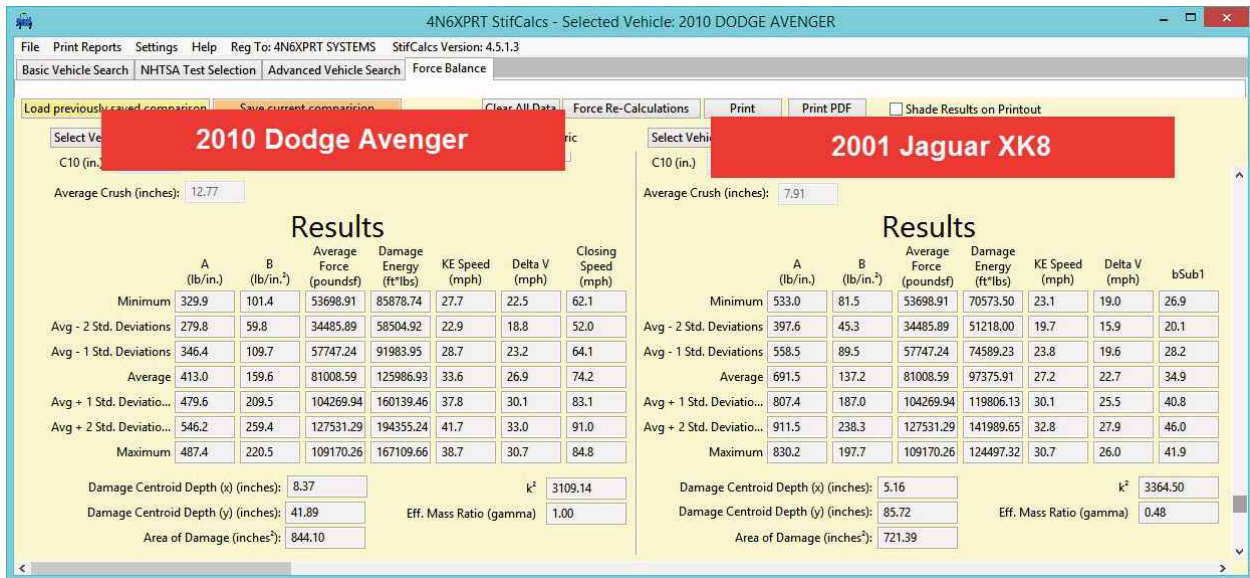 4N6XPRT StifCalcs - Selected Vehicle: 2010 DODGE AVENGER
File Print Reports Settings Help Reg To: 4N6XPRT SYSTEMS StifCalcs Version: 4.5.1.3
Basic Vehicle Search NHTSA Test Selection Advanced Vehicle Search Force Balance
Load previously saved comparison Save current comparision Clear All Data Force Re-Calculations Print Print PDF Shade Results on Printout
2010 Dodge Avenger
2001 Jaguar XK8
C10 (in.) C10 (in.)
Average Crush (inches): 12.77 Average Crush (inches): 7.91
Results
A (lb/in.) B (lb/in.²) Average Force (poundsf) Damage Energy (ft*lbs) KE Speed (mph) Delta V (mph) Closing Speed (mph)
Minimum 329.9 101.4 53698.91 85878.74 27.7 22.5 62.1
Avg - 2 Std. Deviations 279.8 59.8 34485.89 58504.92 22.9 18.8 52.0
Avg - 1 Std. Deviations 346.4 109.7 57747.24 91983.95 28.7 23.2 64.1
Average 413.0 159.6 81008.59 125986.93 33.6 26.9 74.2
Avg + 1 Std. Deviatio... 479.6 209.5 104269.94 160139.46 37.8 30.1 83.1
Avg + 2 Std. Deviatio... 546.2 259.4 127531.29 194355.24 41.7 33.0 91.0
Maximum 487.4 220.5 109170.26 167109.66 38.7 30.7 84.8
Damage Centroid Depth (x) (inches): 8.37 k² 3109.14
Damage Centroid Depth (y) (inches): 41.89 Eff. Mass Ratio (gamma) 1.00
Area of Damage (inches²): 844.10
Results
A (lb/in.) B (lb/in.²) Average Force (poundsf) Damage Energy (ft*lbs) KE Speed (mph) Delta V (mph) bSub1
Minimum 533.0 81.5 53698.91 70573.50 23.1 19.0 26.9
Avg - 2 Std. Deviations 397.6 45.3 34485.89 51218.00 19.7 15.9 20.1
Avg - 1 Std. Deviations 558.5 89.5 57747.24 74589.23 23.8 19.6 28.2
Average 691.5 137.2 81008.59 97375.91 27.2 22.7 34.9
Avg + 1 Std. Deviatio... 807.4 187.0 104269.94 119806.13 30.1 25.5 40.8
Avg + 2 Std. Deviatio... 911.5 238.3 127531.29 141989.65 32.8 27.9 46.0
Maximum 830.2 197.7 109170.26 124497.32 30.7 26.0 41.9
Damage Centroid Depth (x) (inches): 5.16 k² 3364.50
Damage Centroid Depth (y) (inches): 85.72 Eff. Mass Ratio (gamma) 0.48
Area of Damage (inches²): 721.39